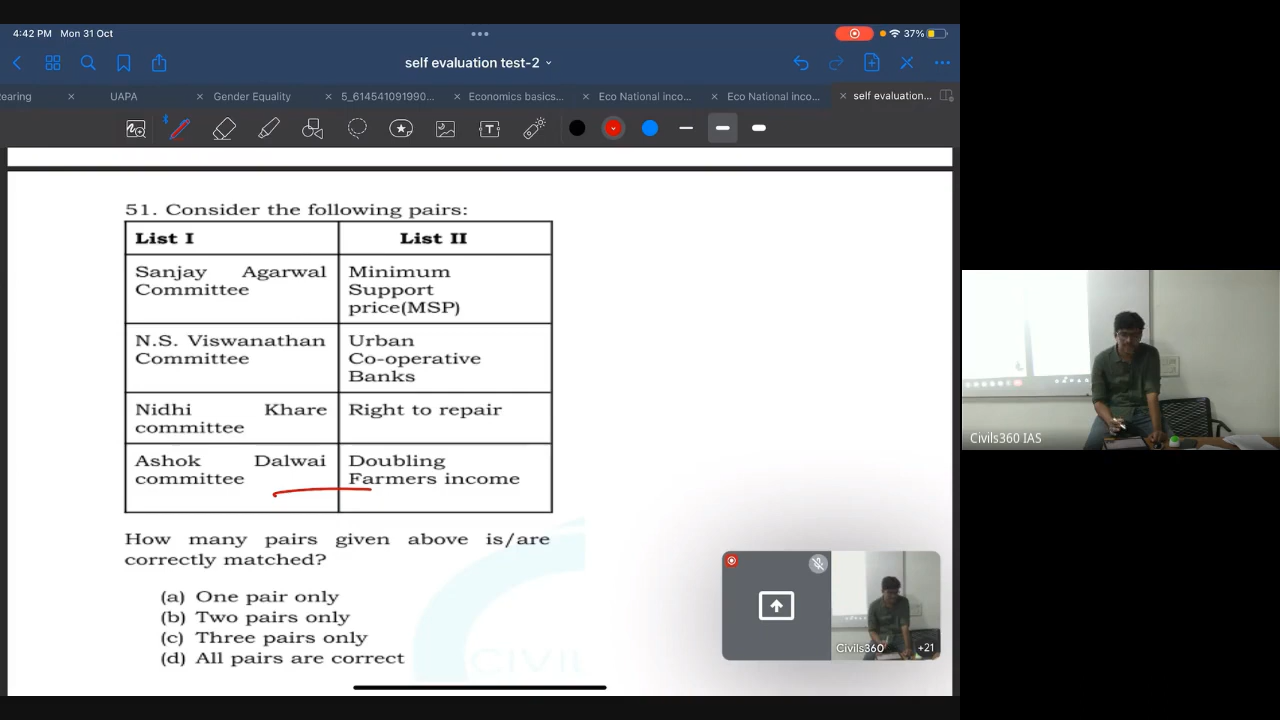 4:42 PM Mon 31 Oct
37%
self evaluation test-2
earing
UAPA
Gender Equality
5_614541091990...
Economics basics...
Eco National inco...
Eco National inco...
self evaluation...
51. Consider the following pairs:
List I List II
Sanjay Agarwal
Committee
Minimum
Support
price(MSP)
N.S. Viswanathan
Committee
Urban
Co-operative
Banks
Nidhi Khare
committee
Right to repair
Ashok Dalwai
committee
Doubling
Farmers income
How many pairs given above is/are
correctly matched?
(a) One pair only
(b) Two pairs only
(c) Three pairs only
(d) All pairs are correct
CIVIL
Civils360
+21
Civils360 IAS